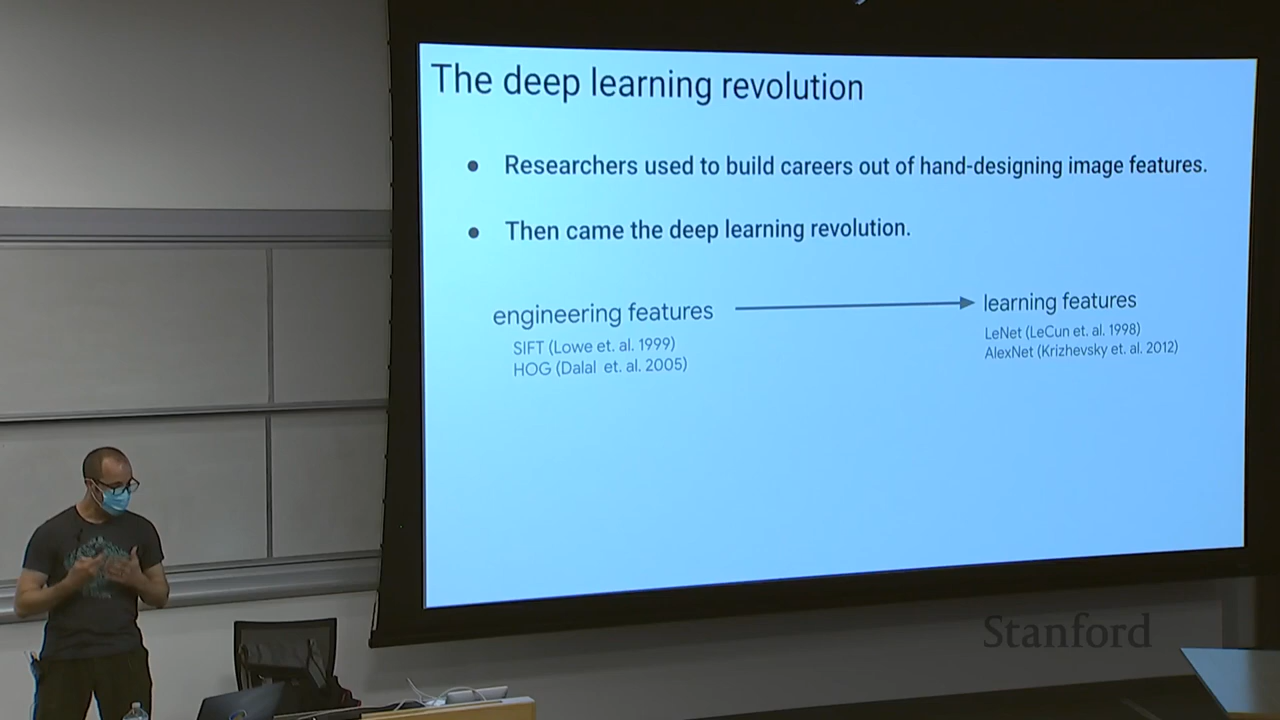 The deep learning revolution
● Researchers used to build careers out of hand-designing image features.
● Then came the deep learning revolution.
engineering features
SIFT (Lowe et. al. 1999)
HOG (Dalal et. al. 2005)
learning features
LeNet (LeCun et. al. 1998)
AlexNet (Krizhevsky et. al. 2012)
Stanford